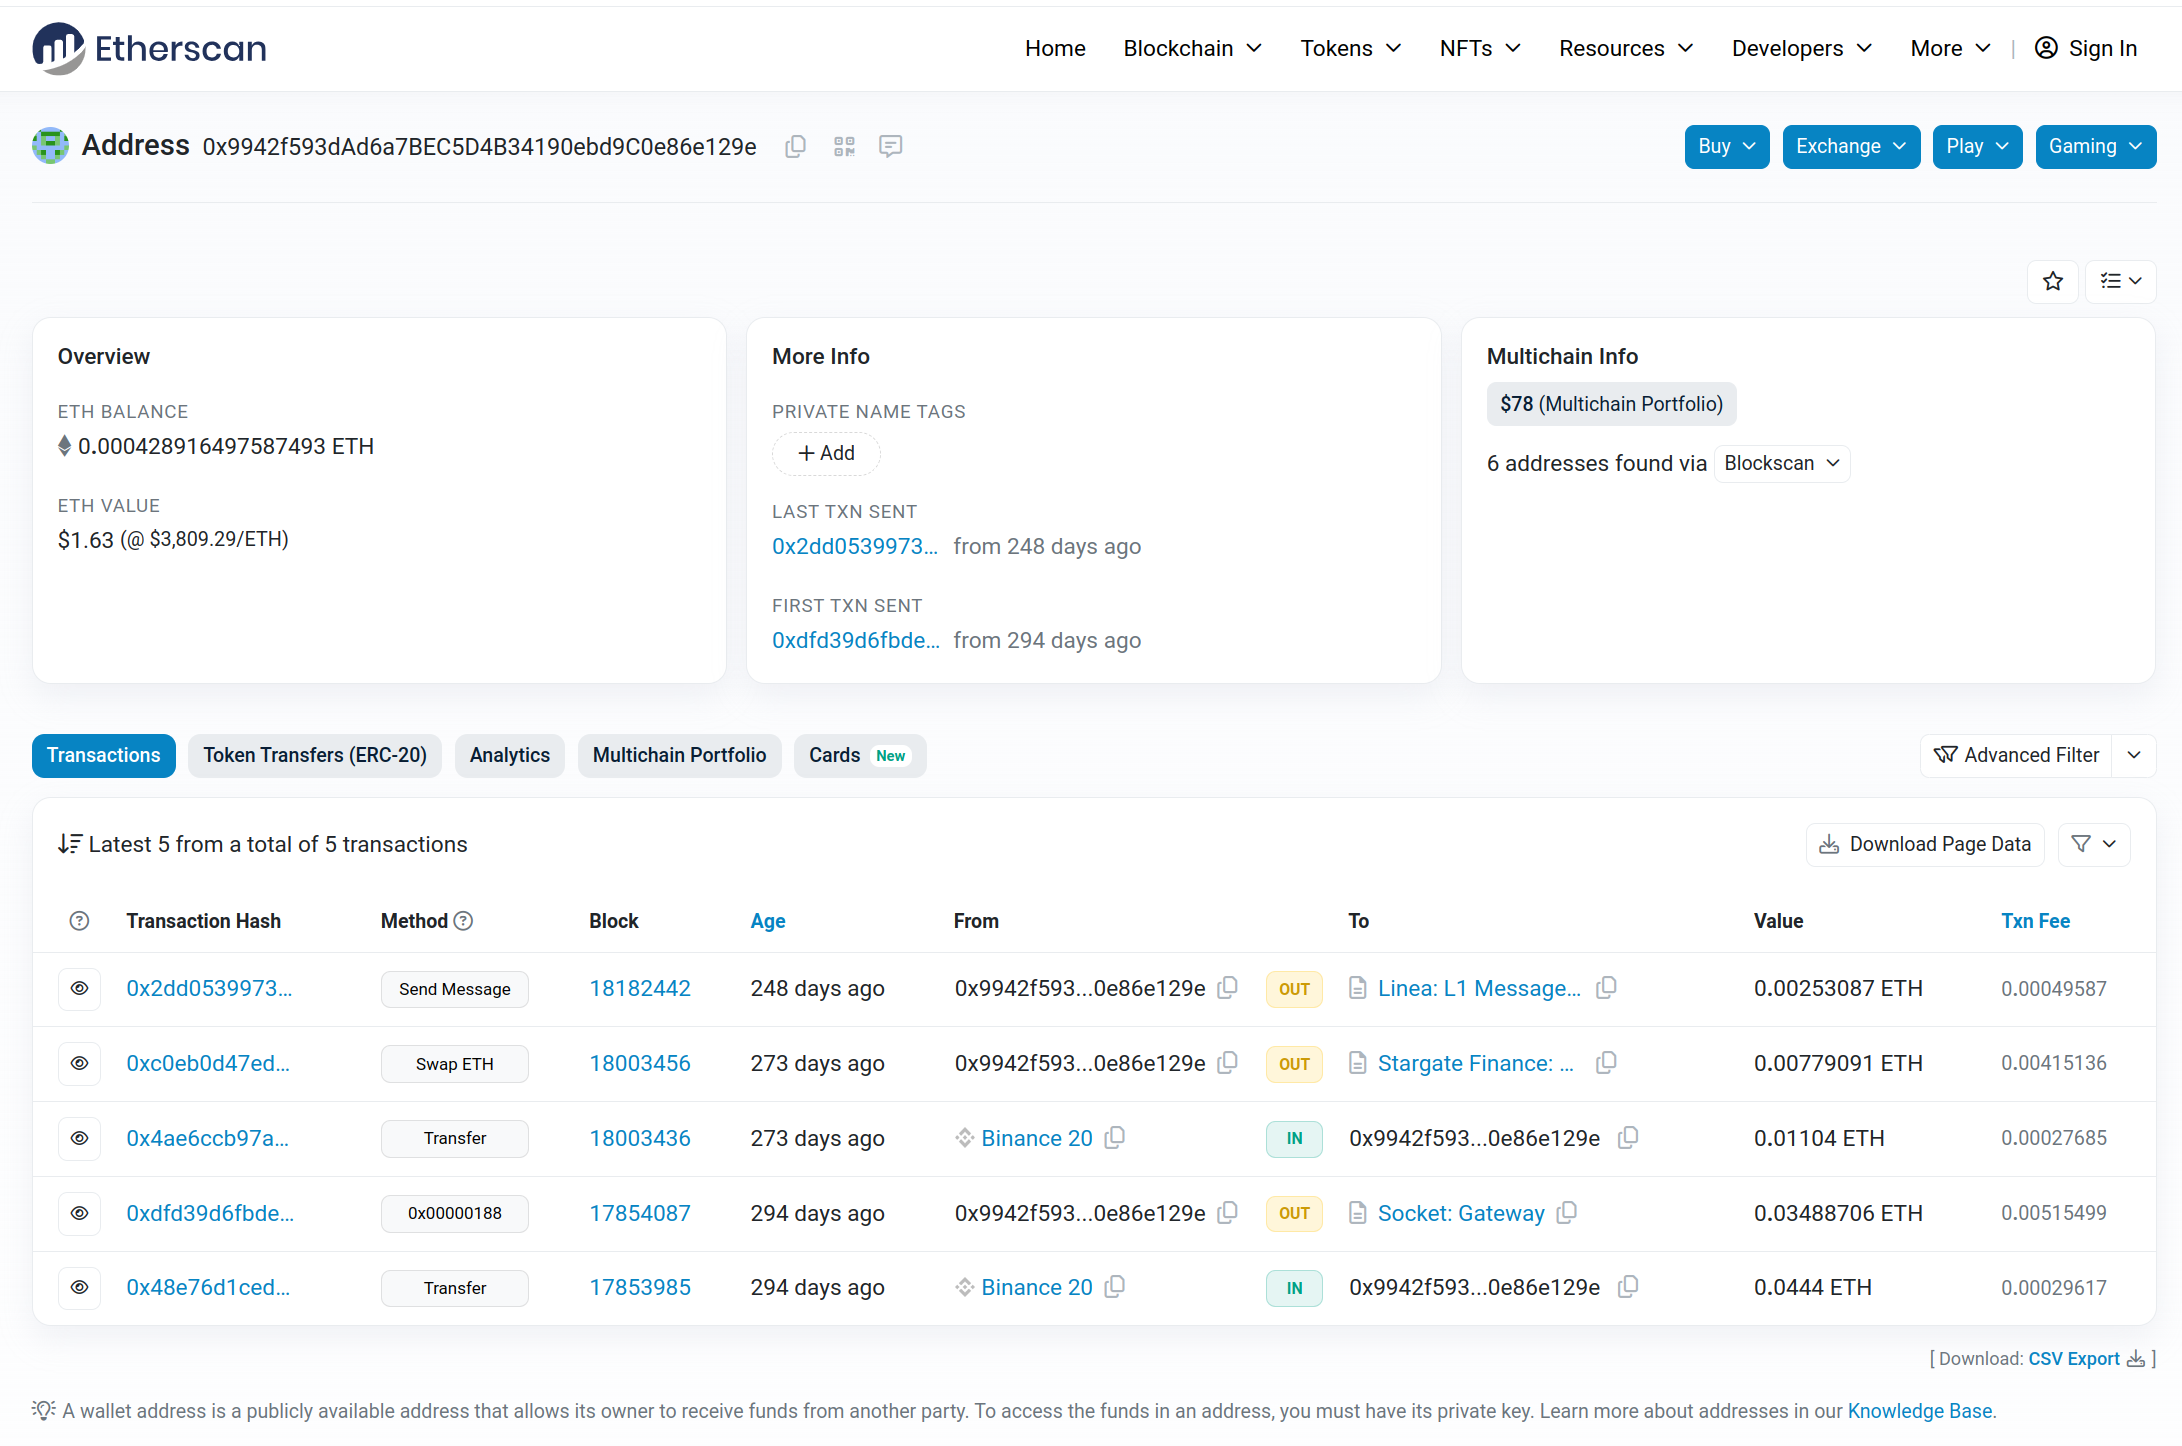 Etherscan
Home Blockchain Tokens NFTs Resources Developers More | Sign In
Address 0x9942f593dAd6a7BEC5D4B34190ebd9C0e86e129e
Buy Exchange Play Gaming
Overview
ETH BALANCE
0.000428916497587493 ETH
ETH VALUE
$1.63 (@ $3,809.29/ETH)
More Info
PRIVATE NAME TAGS
+ Add
LAST TXN SENT
0x2dd0539973... from 248 days ago
FIRST TXN SENT
0xdfd39d6fbde... from 294 days ago
Multichain Info
$78 (Multichain Portfolio)
6 addresses found via Blockscan
Transactions Token Transfers (ERC-20) Analytics Multichain Portfolio Cards New
Advanced Filter
Latest 5 from a total of 5 transactions
Download Page Data
Transaction Hash Method Block Age From To Value Txn Fee
0x2dd0539973... Send Message 18182442 248 days ago 0x9942f593...0e86e129e OUT Linea: L1 Message... 0.00253087 ETH 0.00049587
0xc0eb0d47ed... Swap ETH 18003456 273 days ago 0x9942f593...0e86e129e OUT Stargate Finance: ... 0.00779091 ETH 0.00415136
0x4ae6ccb97a... Transfer 18003436 273 days ago Binance 20 IN 0x9942f593...0e86e129e 0.01104 ETH 0.00027685
0xdfd39d6fbde... 0x00000188 17854087 294 days ago 0x9942f593...0e86e129e OUT Socket: Gateway 0.03488706 ETH 0.00515499
0x48e76d1ced... Transfer 17853985 294 days ago Binance 20 IN 0x9942f593...0e86e129e 0.0444 ETH 0.00029617
[ Download: CSV Export ]
A wallet address is a publicly available address that allows its owner to receive funds from another party. To access the funds in an address, you must have its private key. Learn more about addresses in our Knowledge Base.